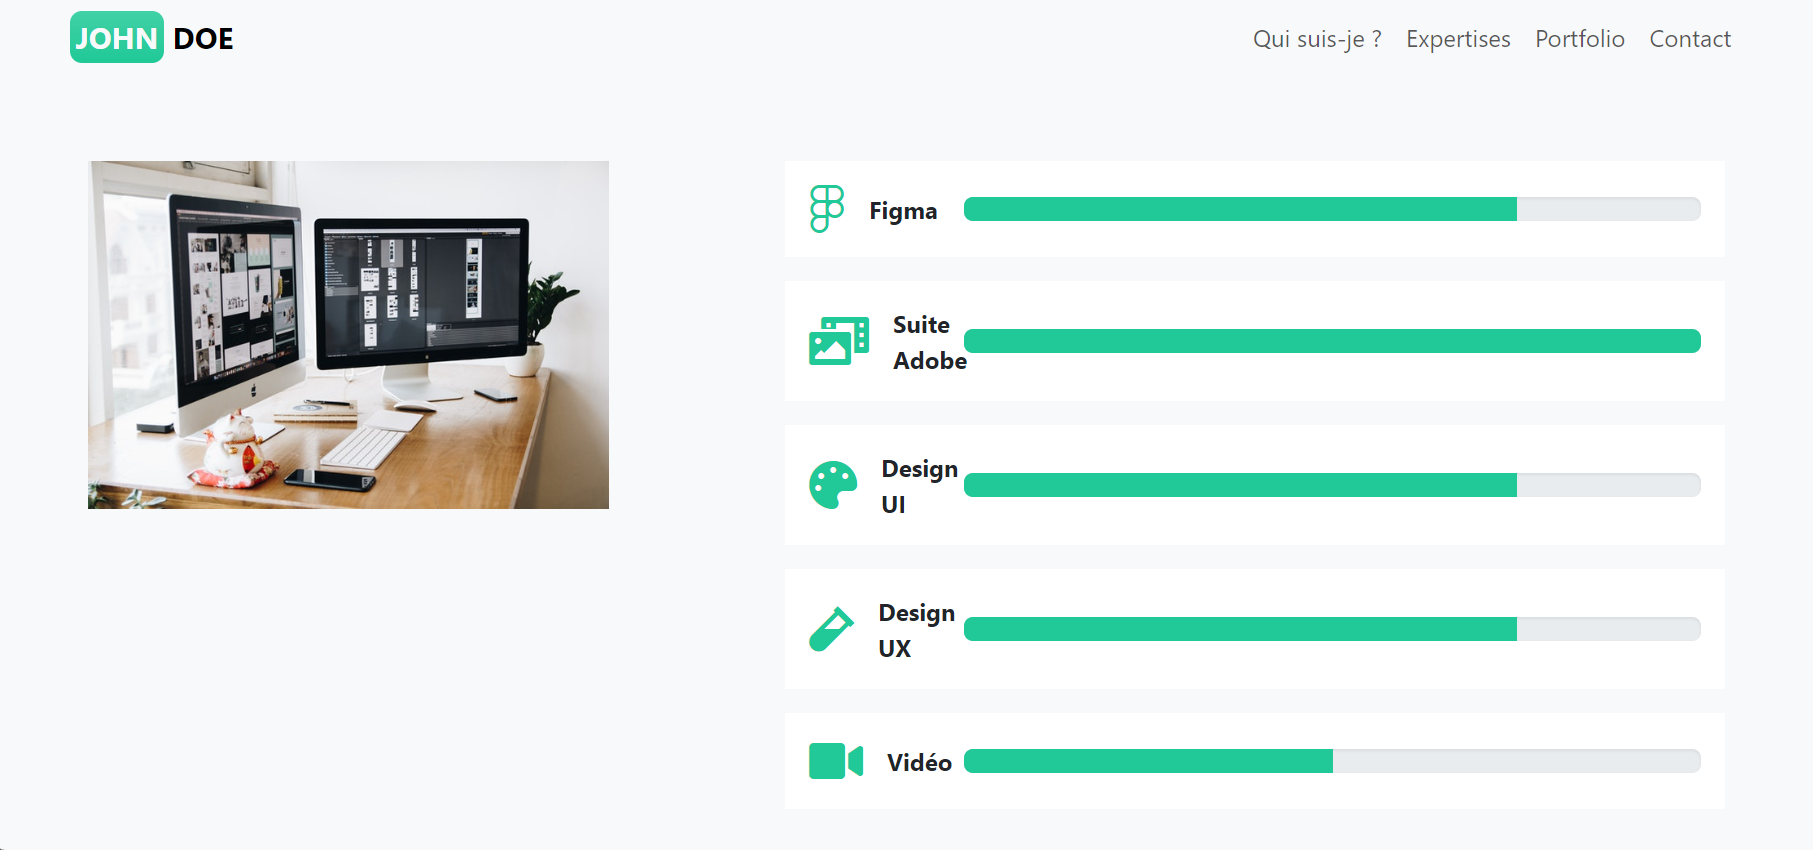 JOHN DOE
Qui suis-je ? Expertises Portfolio Contact
Figma
Suite
Adobe
Design
UI
Design
UX
Vidéo